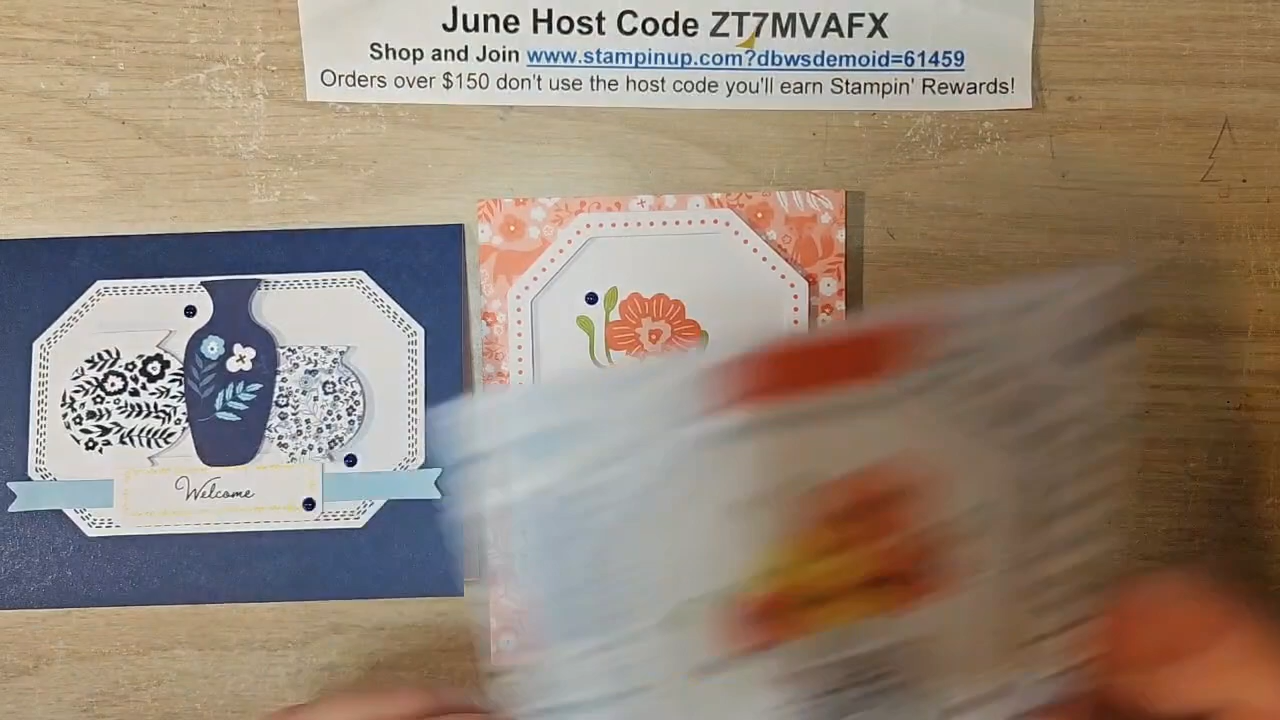 June Host Code ZT7MVAFX
Shop and Join www.stampinup.com?dbwsdemoid=61459
Orders over $150 don't use the host code you'll earn Stampin' Rewards!
Welcome